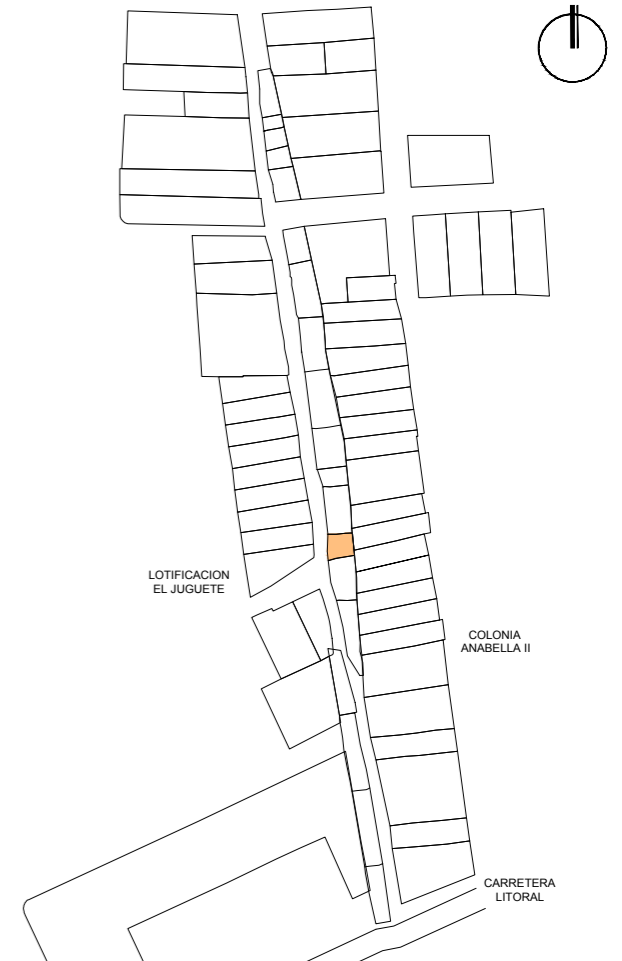 LOTIFICACION
EL JUGUETE
COLONIA
ANABELLA II
CARRETERA
LITORAL